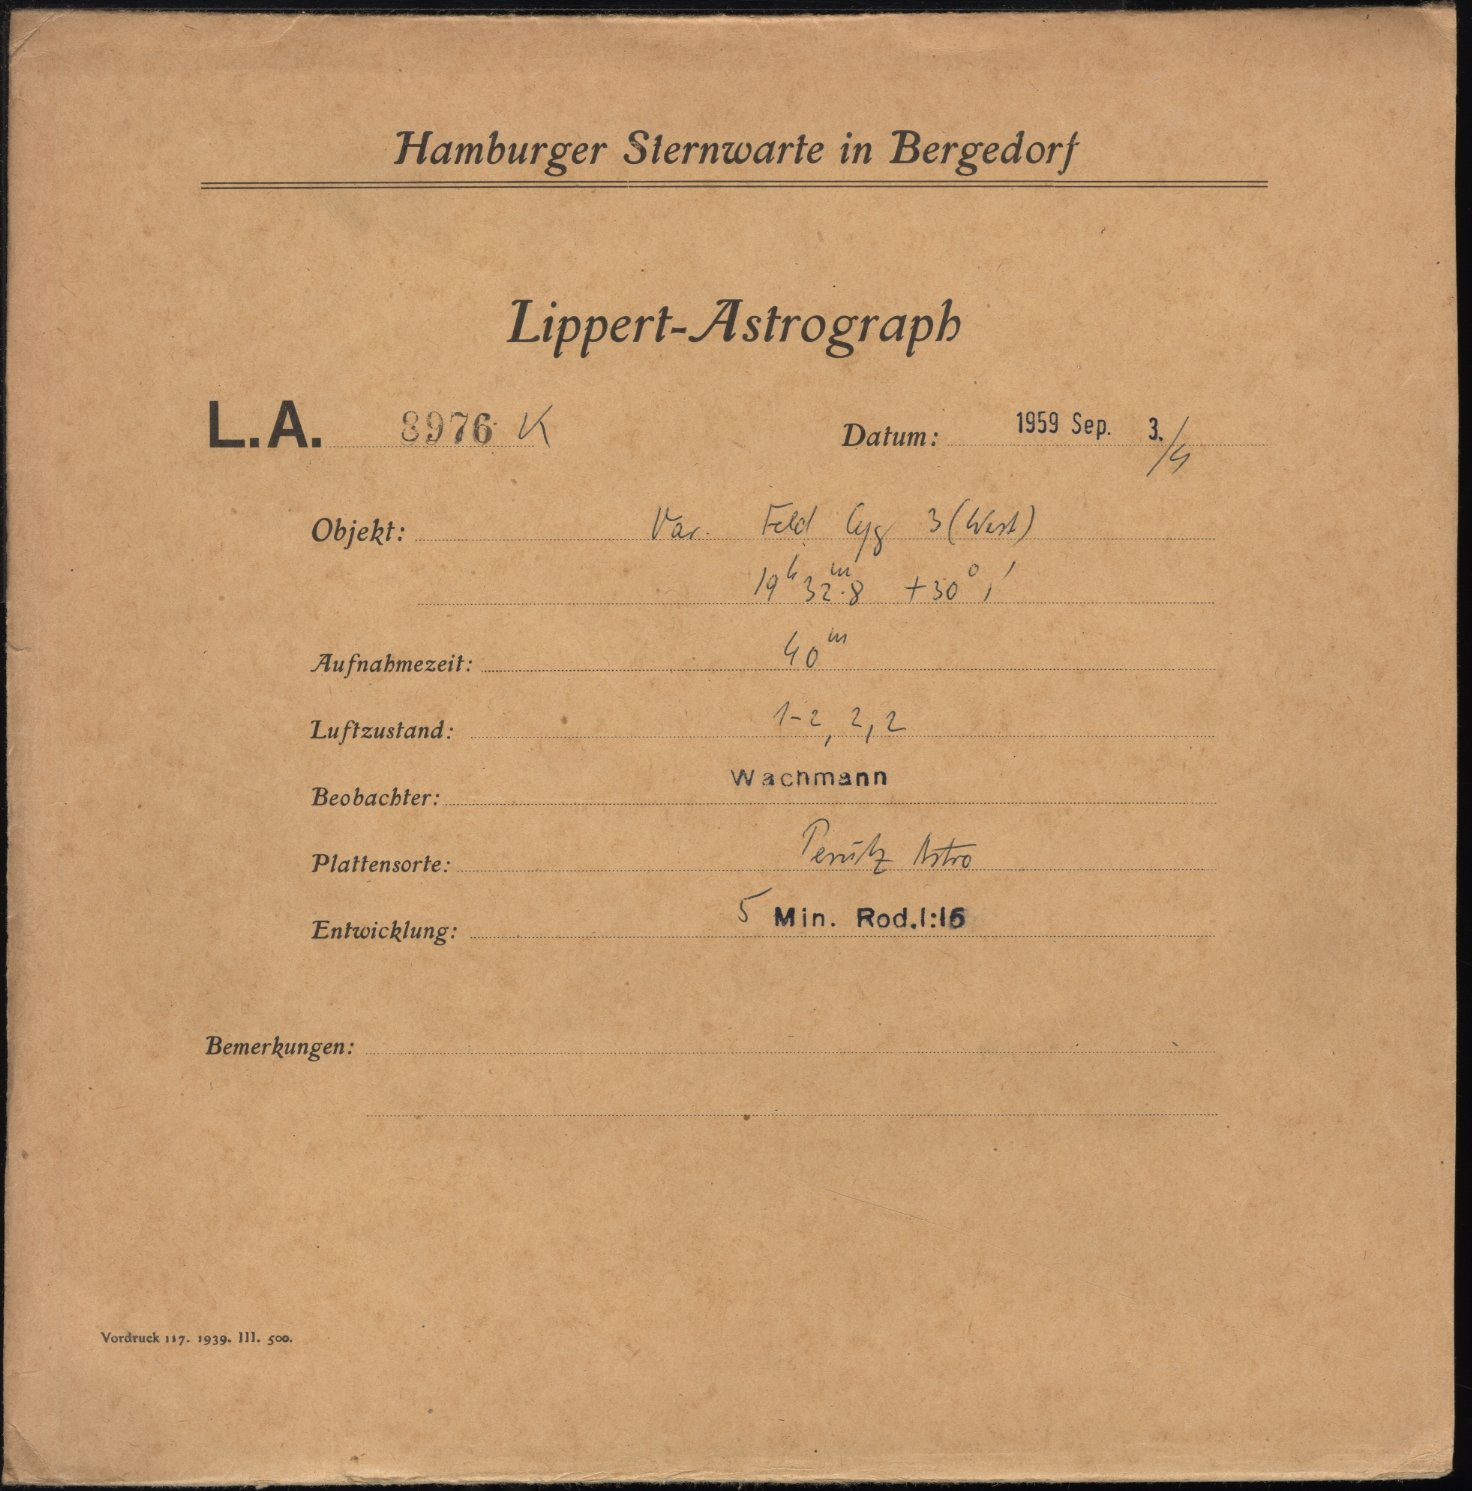 Hamburger Sternwarte in Bergedorf
Lippert-Astrograph
L.A. 8976 K Datum: 1959 Sep. 3./4
Objekt: Var. Feld Cyg 3 (West)
19h 32m.8 +30° 1'
Aufnahmezeit: 40m
Luftzustand: 1-2, 2, 2
Beobachter: Wachmann
Plattensorte: Perutz Astro
Entwicklung: 5 Min. Rod.1:15
Bemerkungen:
Vordruck 117. 1939. III. 500.